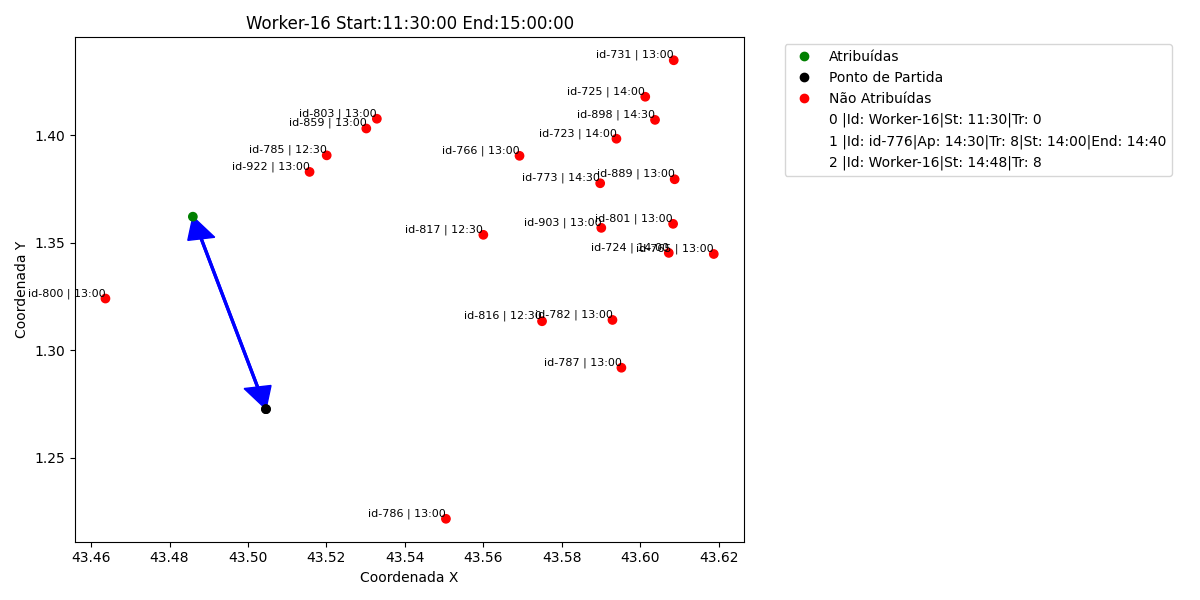 Worker-16 Start:11:30:00 End:15:00:00
id-731 | 13:00
id-725 | 14:00
id-898 | 14:30
id-803 | 13:00
id-859 | 13:00
id-723 | 14:00
id-785 | 12:30
id-766 | 13:00
id-922 | 13:00
id-773 | 14:30
id-889 | 13:00
id-817 | 12:30
id-903 | 13:00
id-801 | 13:00
id-724 | 14:00
id-765 | 13:00
id-800 | 13:00
id-816 | 12:30
id-782 | 13:00
id-787 | 13:00
id-786 | 13:00
1.40
1.35
1.30
1.25
Coordenada Y
43.46 43.48 43.50 43.52 43.54 43.56 43.58 43.60 43.62
Coordenada X
Atribuídas
Ponto de Partida
Não Atribuídas
0 |Id: Worker-16|St: 11:30|Tr: 0
1 |Id: id-776|Ap: 14:30|Tr: 8|St: 14:00|End: 14:40
2 |Id: Worker-16|St: 14:48|Tr: 8